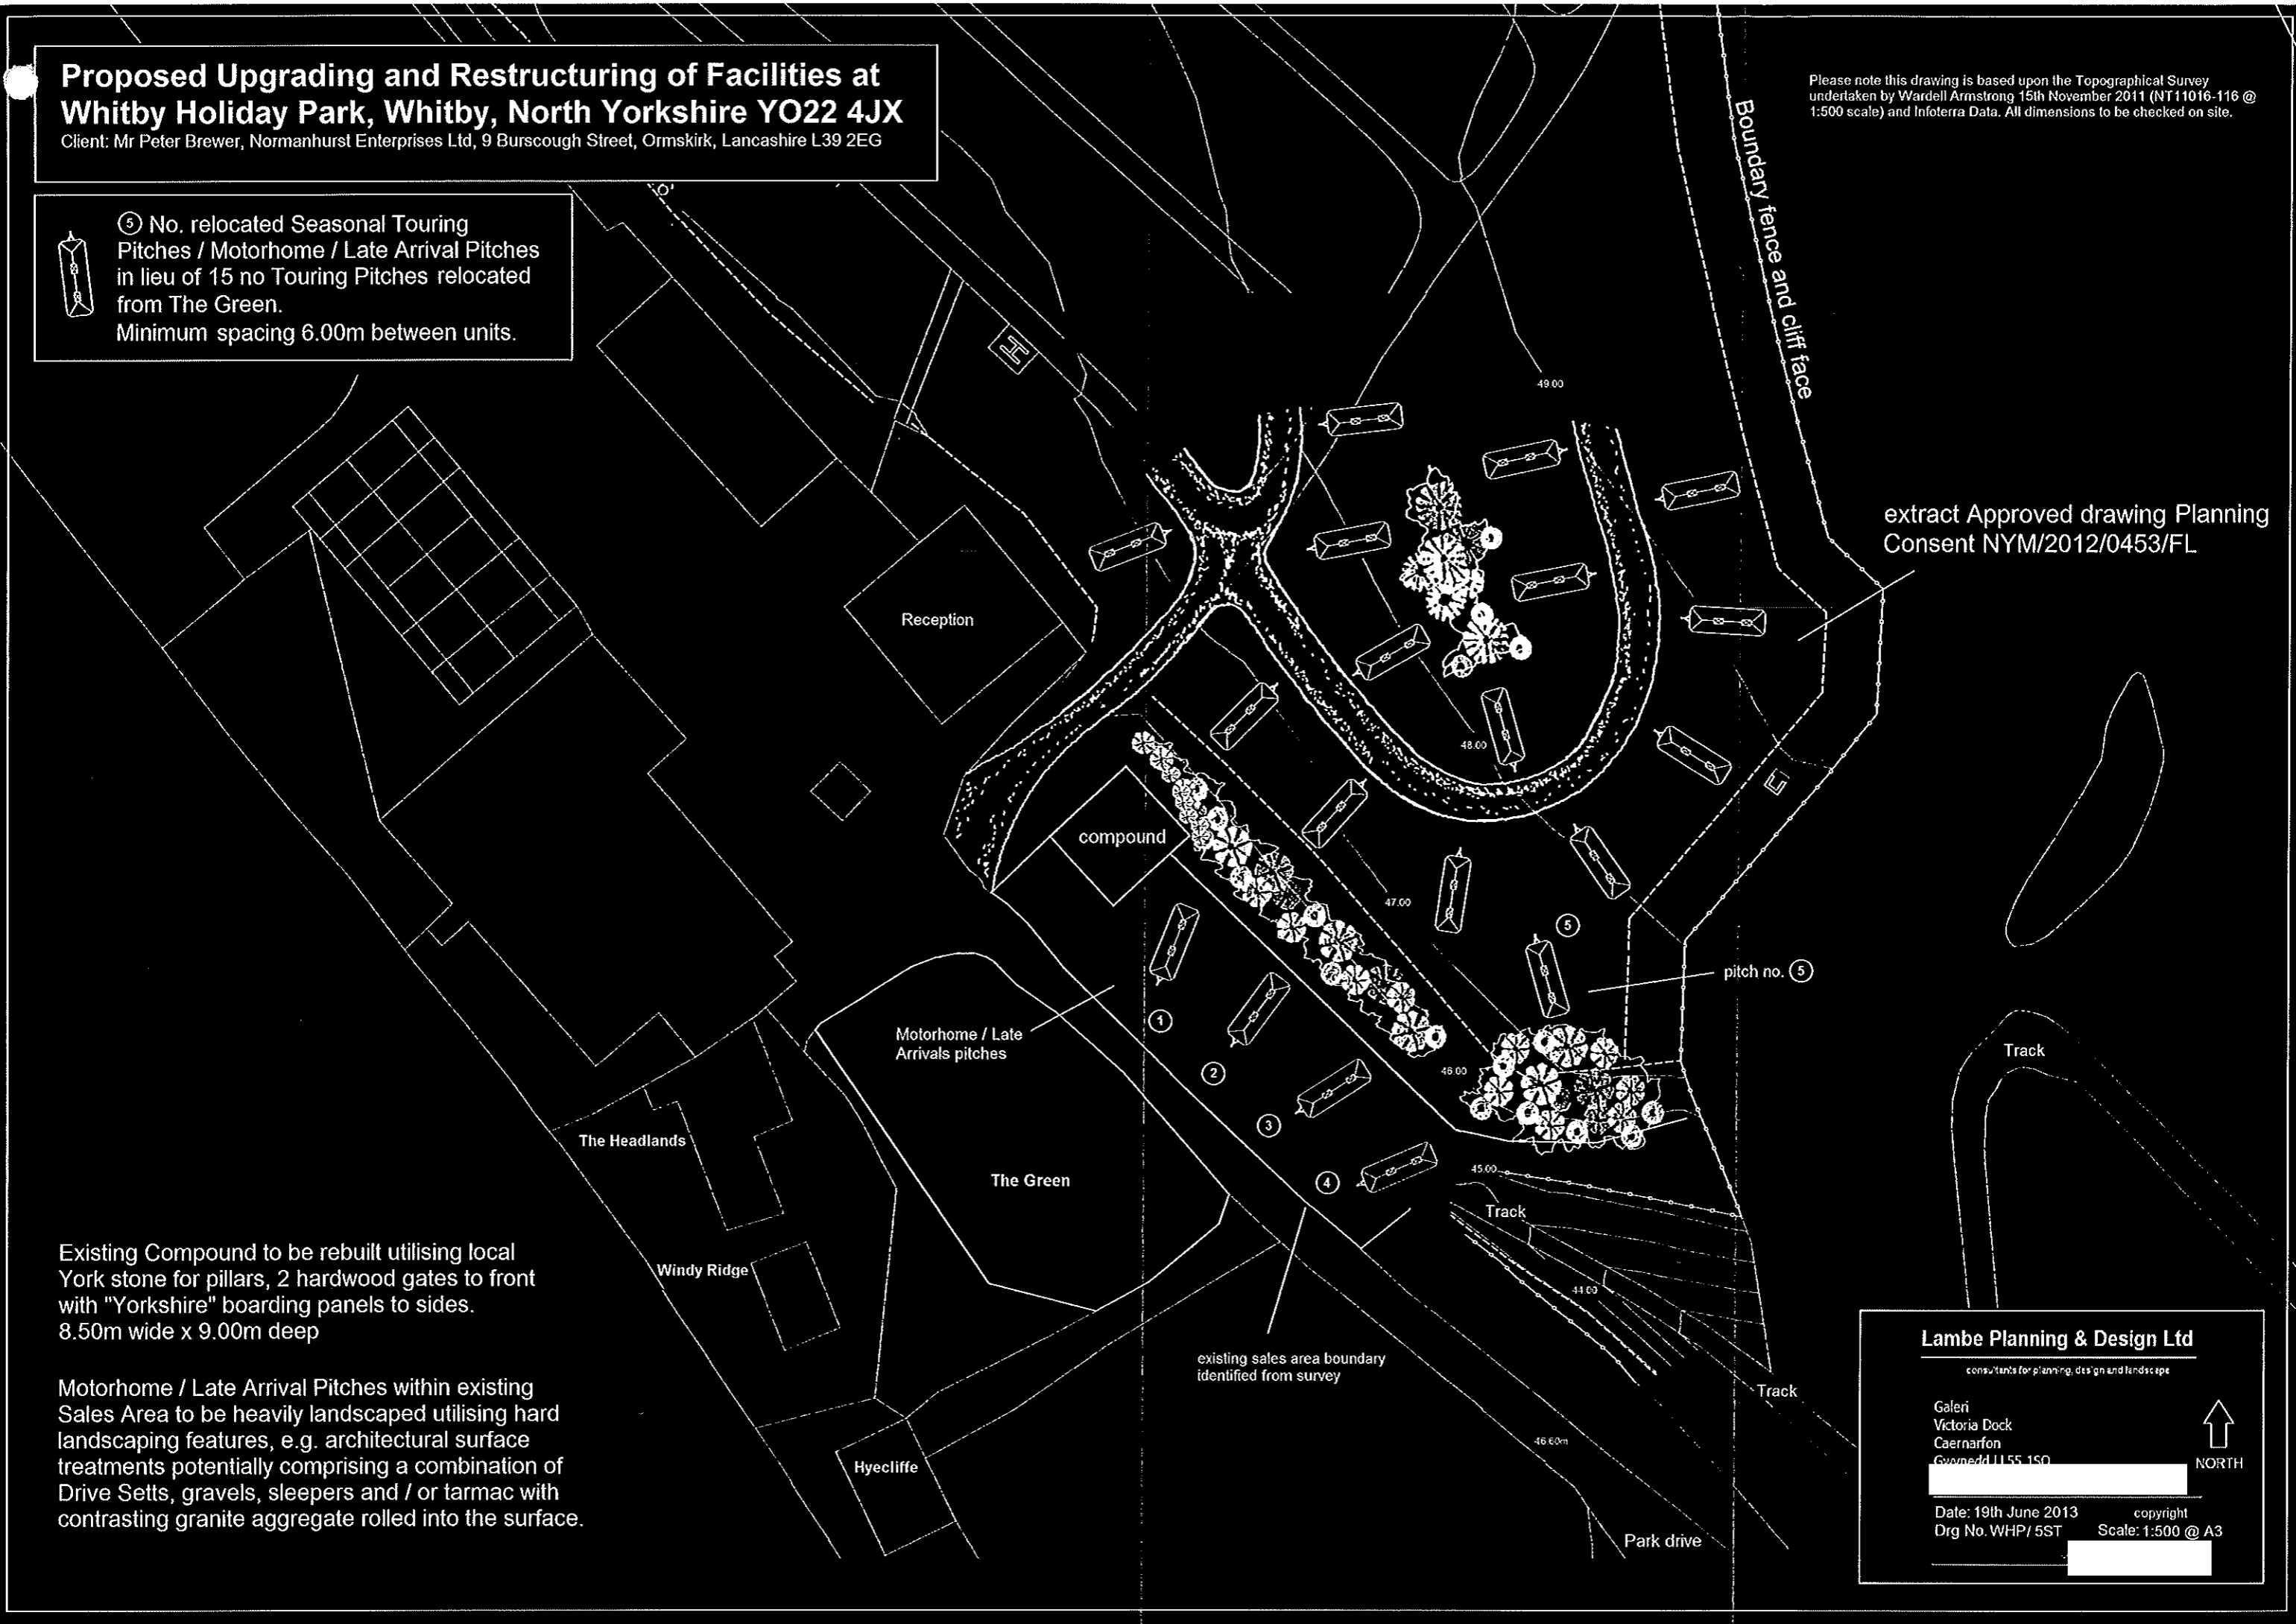 Proposed Upgrading and Restructuring of Facilities at
Whitby Holiday Park, Whitby, North Yorkshire YO22 4JX
Client: Mr Peter Brewer, Normanhurst Enterprises Ltd, 9 Burscough Street, Ormskirk, Lancashire L39 2EG
⑤ No. relocated Seasonal Touring
Pitches / Motorhome / Late Arrival Pitches
in lieu of 15 no Touring Pitches relocated
from The Green.
Minimum spacing 6.00m between units.
Please note this drawing is based upon the Topographical Survey
undertaken by Wardell Armstrong 15th November 2011 (NT11016-116 @
1:500 scale) and Infoterra Data. All dimensions to be checked on site.
Boundary fence and cliff face
49.00
extract Approved drawing Planning
Consent NYM/2012/0453/FL
Reception
48.00
compound
47.00
⑤
pitch no. ⑤
Motorhome / Late
Arrivals pitches
①
②
③
④
46.00
45.00
Track
Track
44.00
Track
The Headlands
The Green
Windy Ridge
Hyecliffe
existing sales area boundary
identified from survey
46.60m
Park drive
Existing Compound to be rebuilt utilising local
York stone for pillars, 2 hardwood gates to front
with "Yorkshire" boarding panels to sides.
8.50m wide x 9.00m deep
Motorhome / Late Arrival Pitches within existing
Sales Area to be heavily landscaped utilising hard
landscaping features, e.g. architectural surface
treatments potentially comprising a combination of
Drive Setts, gravels, sleepers and / or tarmac with
contrasting granite aggregate rolled into the surface.
Lambe Planning & Design Ltd
consultants for planning, design and landscape
Galeri
Victoria Dock
Caernarfon
Gwynedd LL55 1SQ
NORTH
Date: 19th June 2013
copyright
Drg No. WHP/ 5ST
Scale: 1:500 @ A3